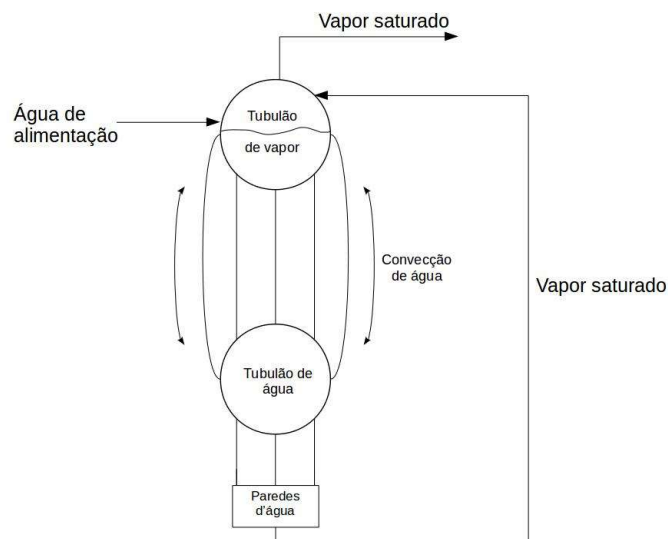 Vapor saturado
Água de
alimentação
Tubulão
de vapor
Convecção
de água
Vapor saturado
Tubulão de
água
Paredes
d'água